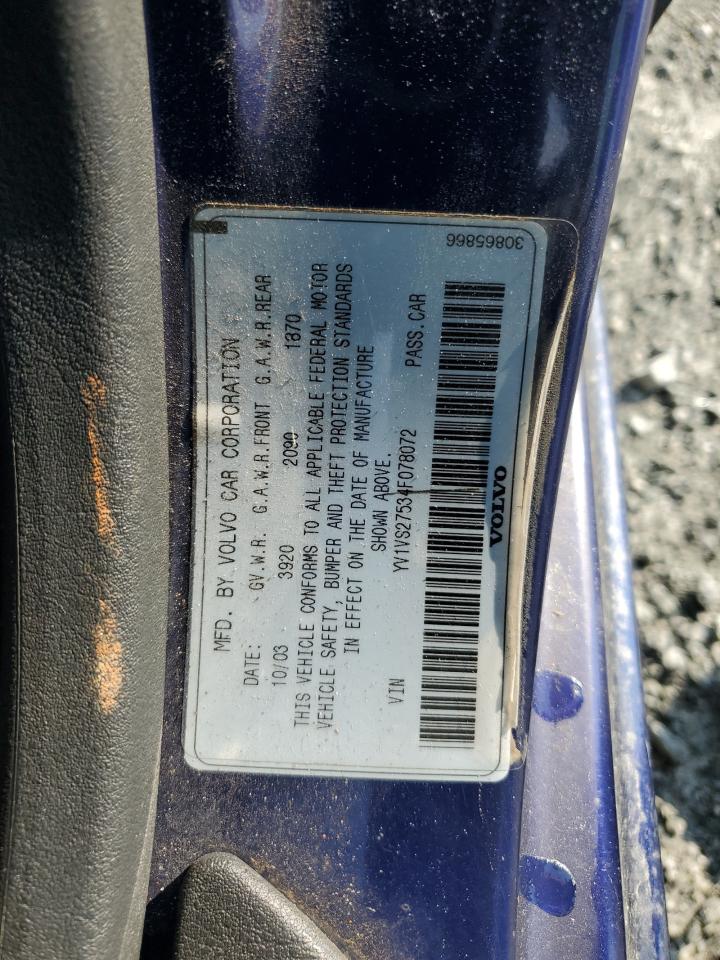 MFD. BY VOLVO CAR CORPORATION
DATE: GV.W.R. G.A.W.R.FRONT G.A.W.R.REAR
10/03 3920 2090 1870
THIS VEHICLE CONFORMS TO ALL APPLICABLE FEDERAL MOTOR
VEHICLE SAFETY, BUMPER AND THEFT PROTECTION STANDARDS
IN EFFECT ON THE DATE OF MANUFACTURE
SHOWN ABOVE.
VIN YV1VS27534F078072 PASS.CAR
VOLVO
30865866